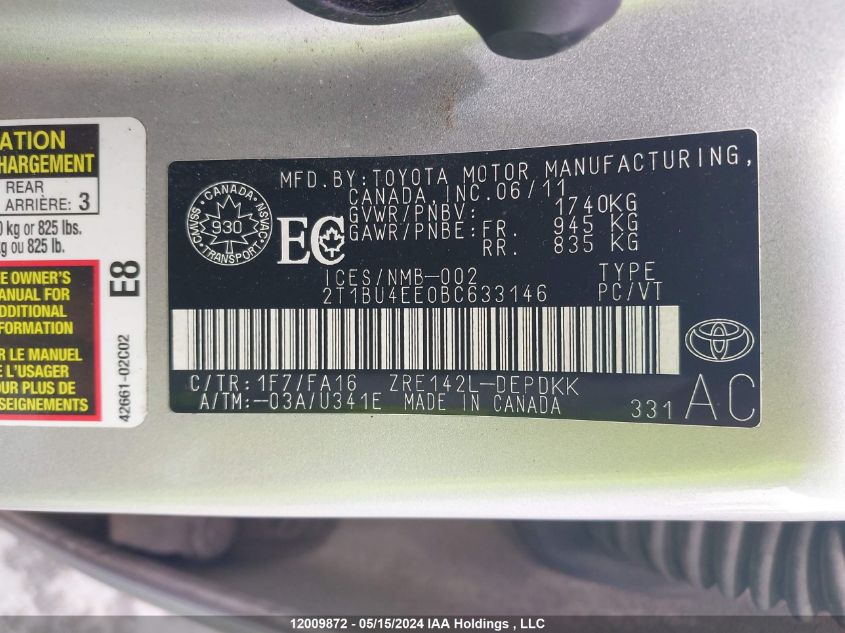 ATION
HARGEMENT
REAR
ARRIÈRE: 3
0 kg or 825 lbs.
kg ou 825 lb.
E OWNER'S
MANUAL FOR
ADDITIONAL
INFORMATION
R LE MANUEL
E L'USAGER
OUR PLUS DE
SEIGNEMENTS
E8
42661-02C02
CANADA
SVAC NSVAC
930
TRANSPORT
EC
MFD.BY:TOYOTA MOTOR MANUFACTURING,
CANADA,INC.06/11
GVWR/PNBV: 1740KG
GAWR/PNBE:FR. 945 KG
RR. 835 KG
ICES/NMB-002 TYPE
2T1BU4EE0BC633146 PC/VT
C/TR:1F7/FA16 ZRE142L-DEPDKK
A/TM:-03A/U341E MADE IN CANADA
331 AC
12009872 - 05/15/2024 IAA Holdings , LLC